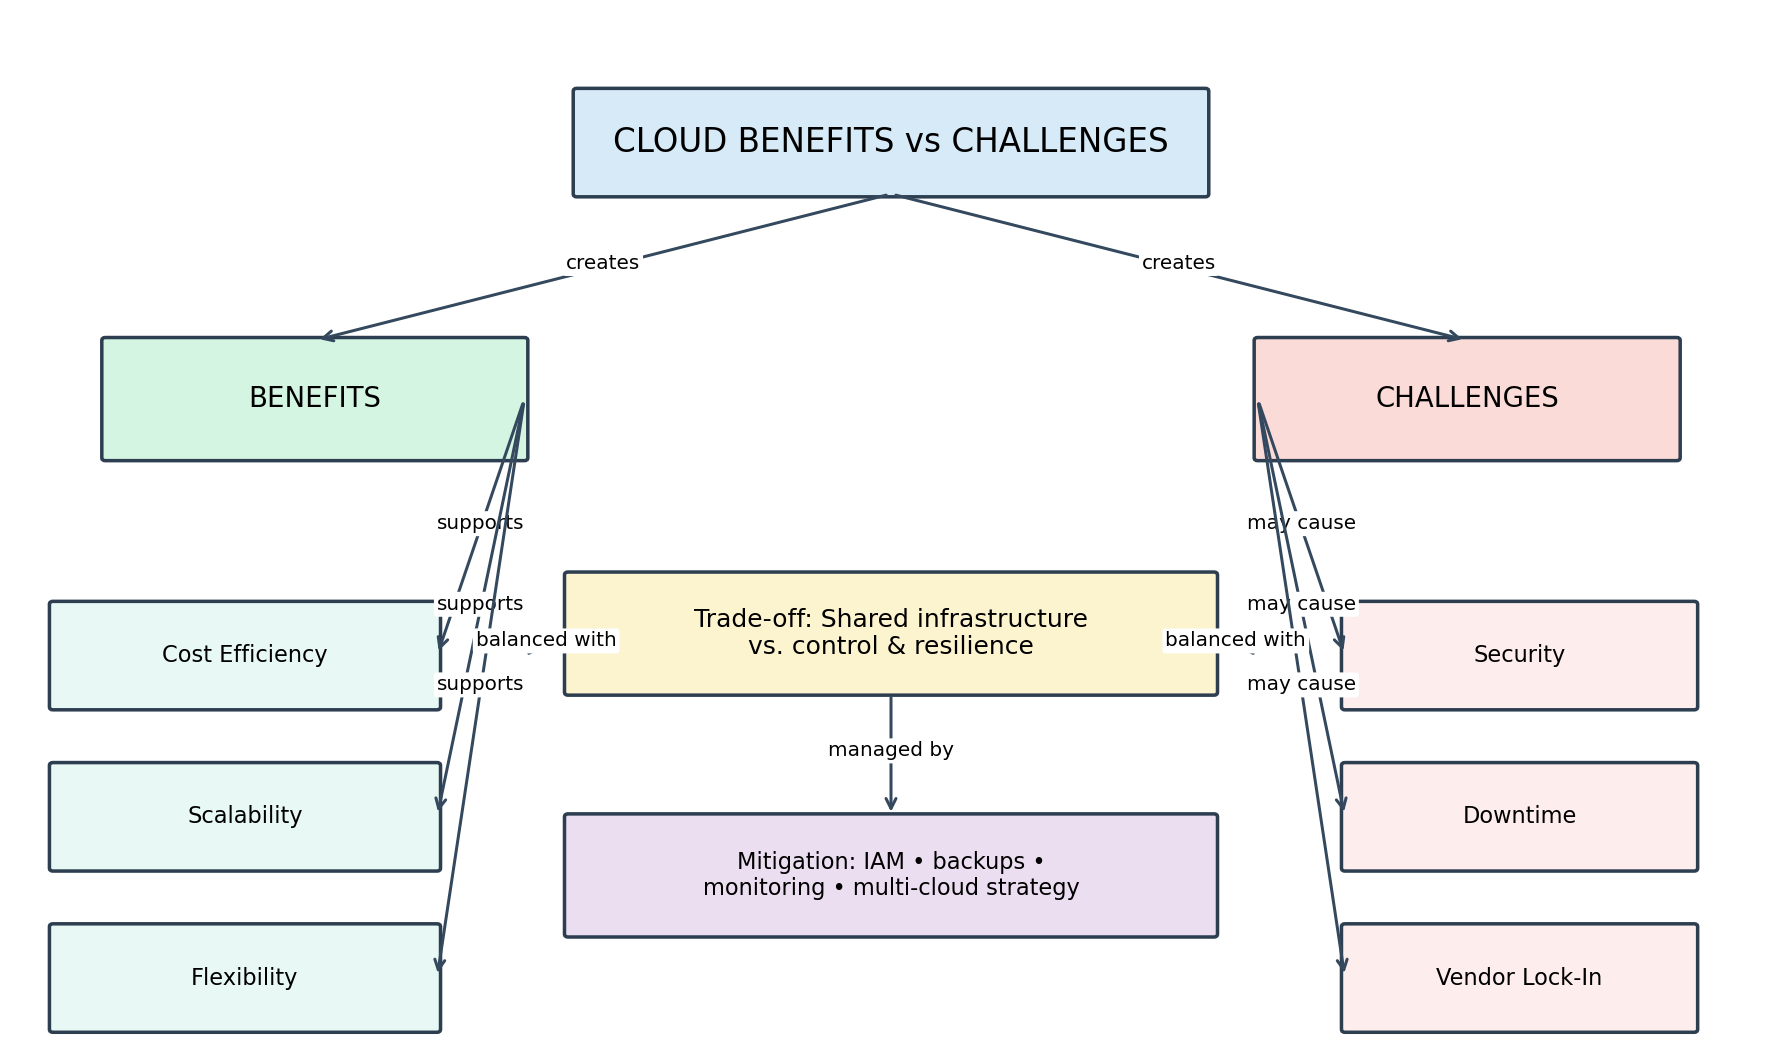 CLOUD BENEFITS vs CHALLENGES
creates
creates
BENEFITS
CHALLENGES
supports
may cause
supports
may cause
Trade-off: Shared infrastructure
vs. control & resilience
balanced with
balanced with
Cost Efficiency
Security
supports
may cause
managed by
Scalability
Downtime
Mitigation: IAM • backups •
monitoring • multi-cloud strategy
Flexibility
Vendor Lock-In